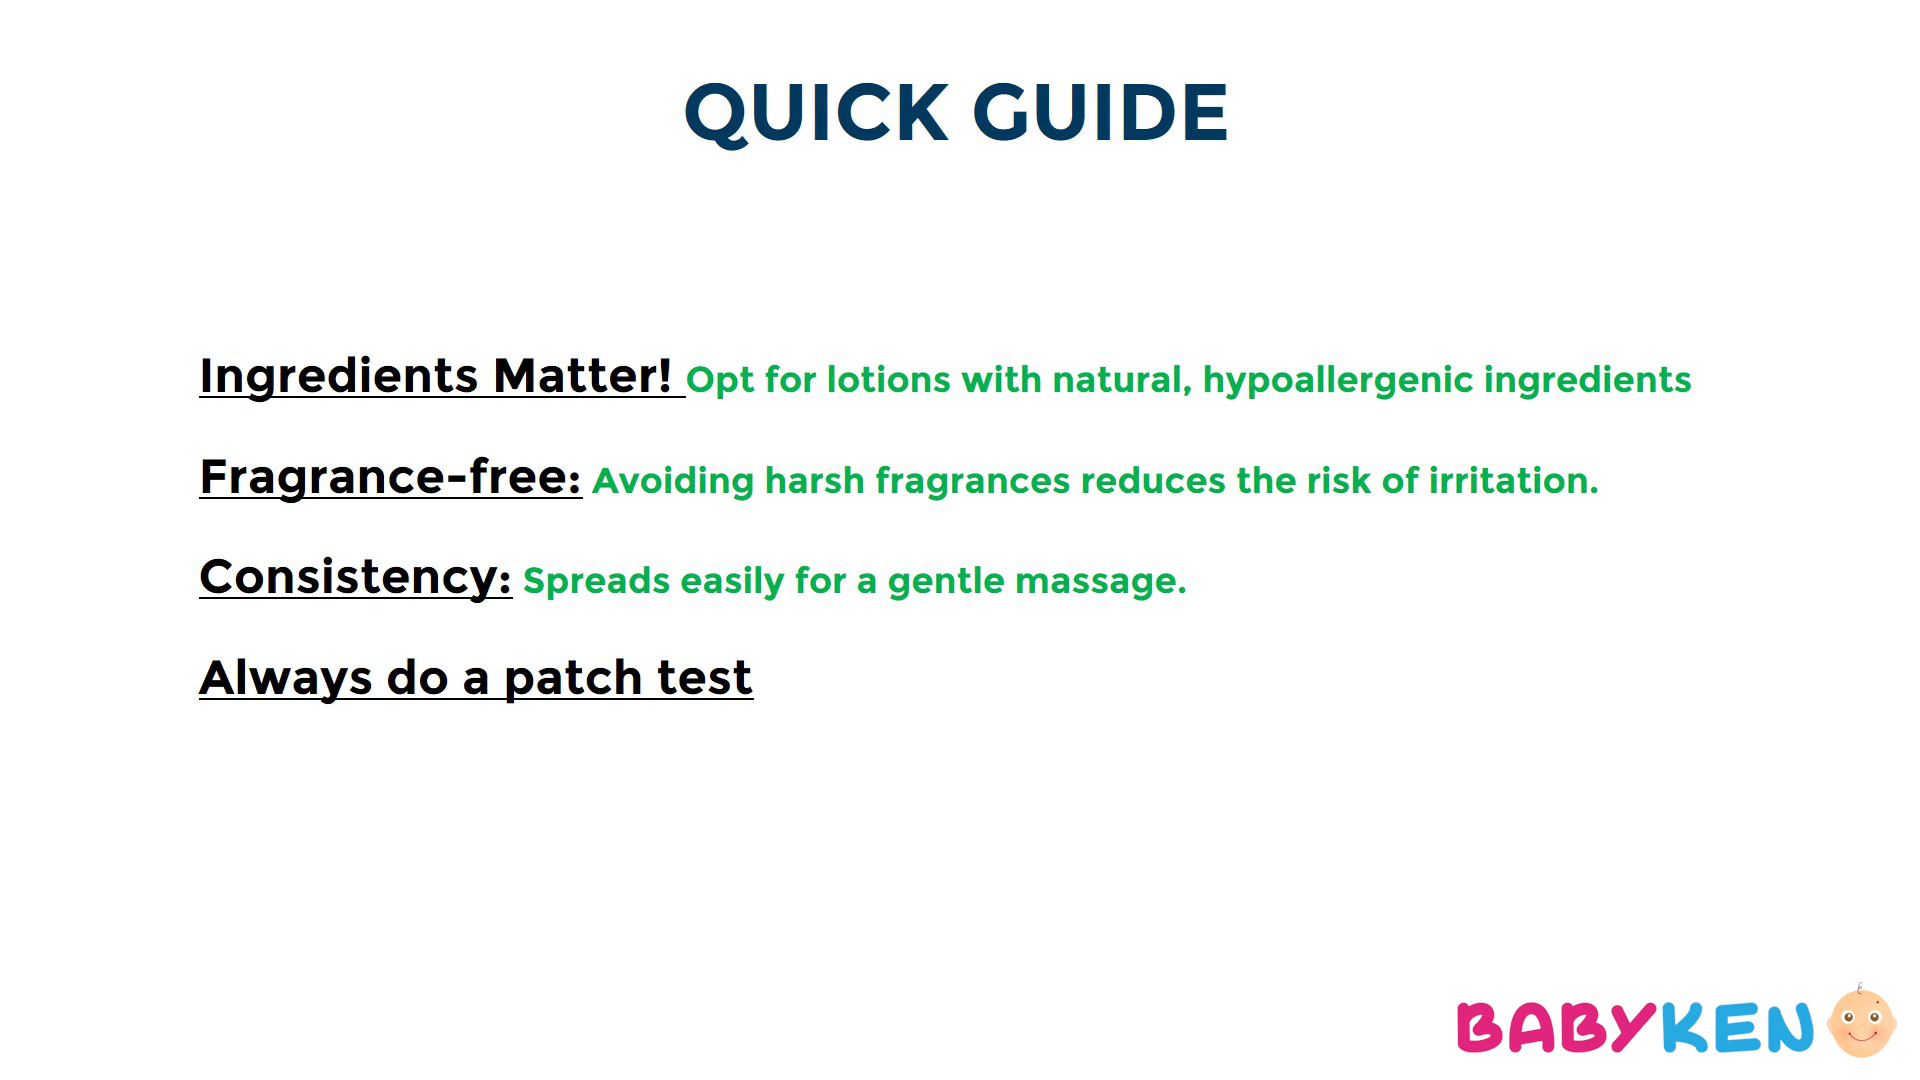 QUICK GUIDE
Ingredients Matter! Opt for lotions with natural, hypoallergenic ingredients
Fragrance-free: Avoiding harsh fragrances reduces the risk of irritation.
Consistency: Spreads easily for a gentle massage.
Always do a patch test
BABYKEN